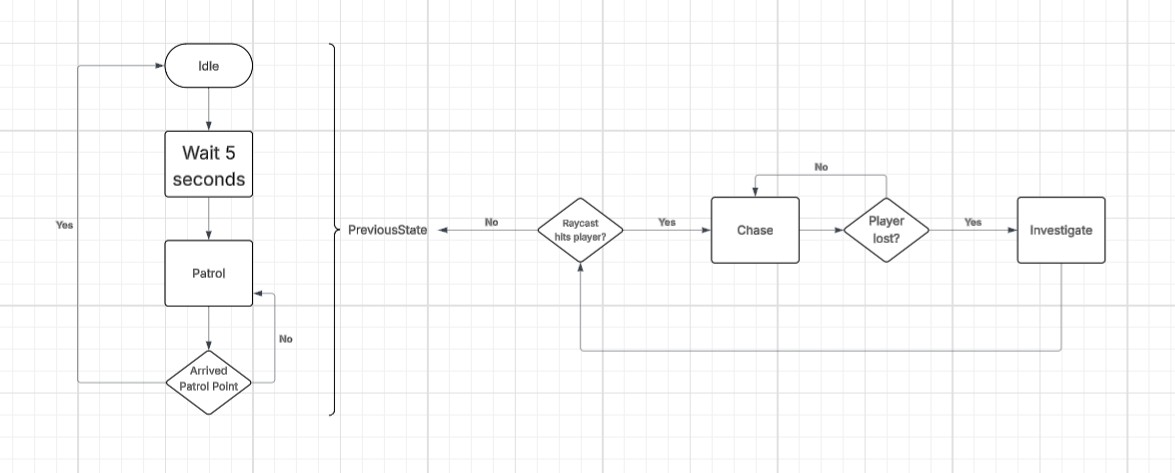 Idle
Wait 5
seconds
Yes
Patrol
No
Arrived
Patrol Point
PreviousState
No
Raycast
hits player?
Yes
Chase
No
Player
lost?
Yes
Investigate